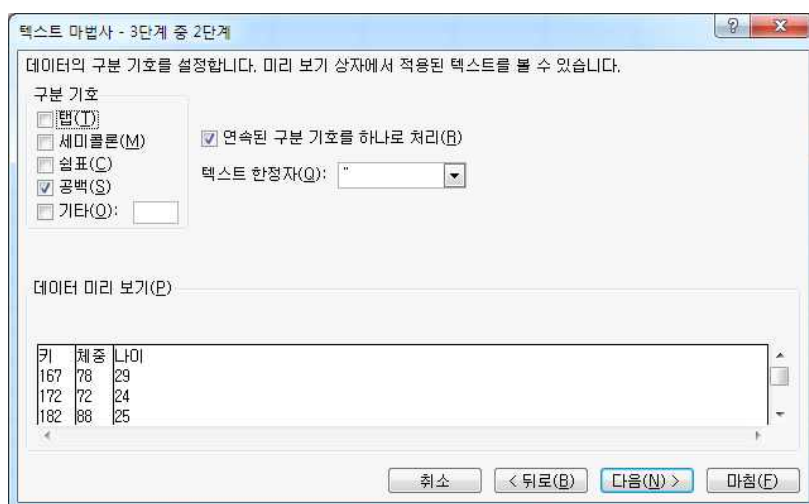 텍스트 마법사 - 3단계 중 2단계
데이터의 구분 기호를 설정합니다. 미리 보기 상자에서 적용된 텍스트를 볼 수 있습니다.
구분 기호
탭(T)
세미콜론(M)
쉼표(C)
공백(S)
기타(O):
연속된 구분 기호를 하나로 처리(R)
텍스트 한정자(Q): "
데이터 미리 보기(P)
키 체중 나이
167 78 29
172 72 24
182 88 25
취소 < 뒤로(B) 다음(N) > 마침(F)